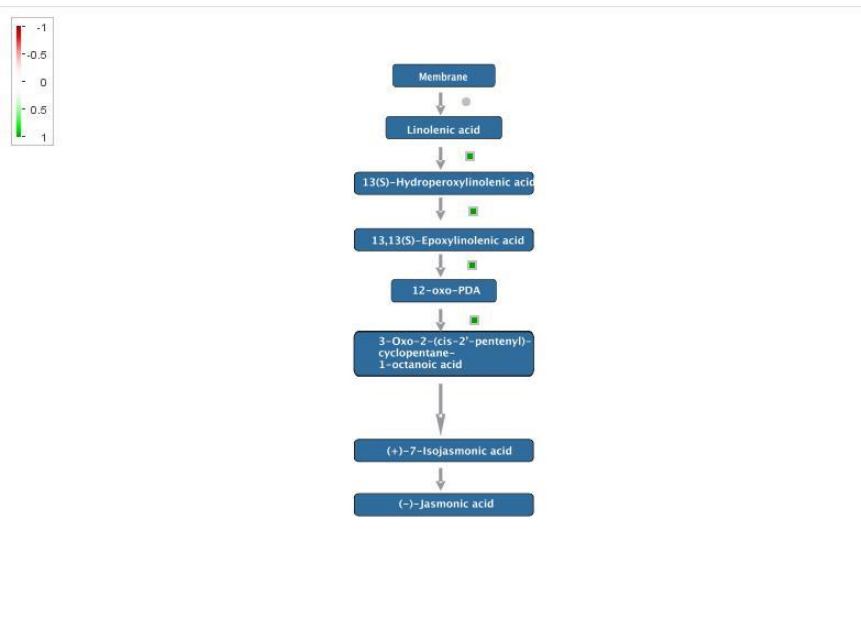 -1
-0.5
0
0.5
1
Membrane
Linolenic acid
13(S)-Hydroperoxylinolenic acid
13,13(S)-Epoxylinolenic acid
12-oxo-PDA
3-Oxo-2-(cis-2'-pentenyl)-
cyclopentane-
1-octanoic acid
(+)-7-Isojasmonic acid
(-)-Jasmonic acid